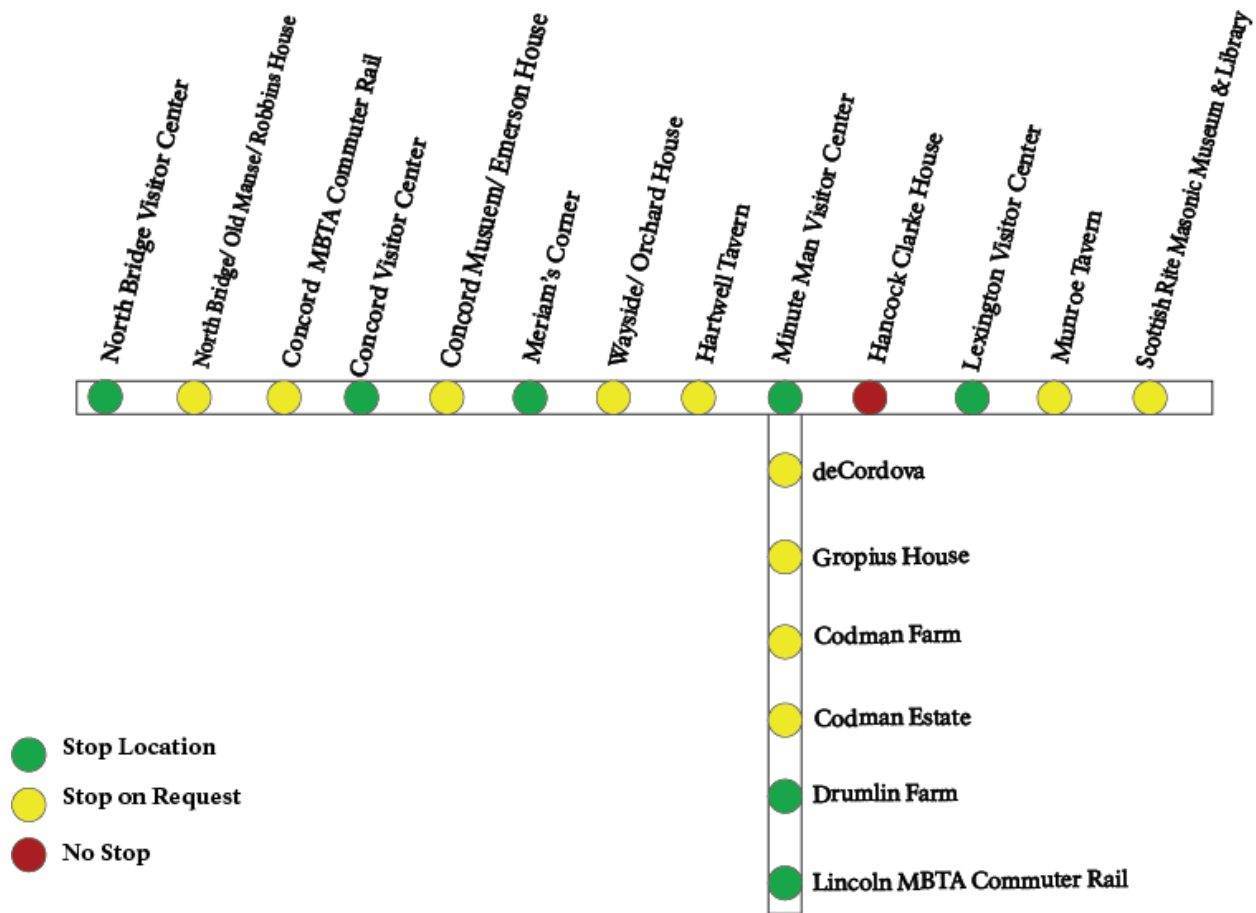 North Bridge Visitor Center
North Bridge/ Old Manse/ Robbins House
Concord MBTA Commuter Rail
Concord Visitor Center
Concord Musuem/ Emerson House
Meriam's Corner
Wayside/ Orchard House
Hartwell Tavern
Minute Man Visitor Center
Hancock Clarke House
Lexington Visitor Center
Munroe Tavern
Scottish Rite Masonic Museum & Library
deCordova
Gropius House
Codman Farm
Codman Estate
Drumlin Farm
Lincoln MBTA Commuter Rail
Stop Location
Stop on Request
No Stop